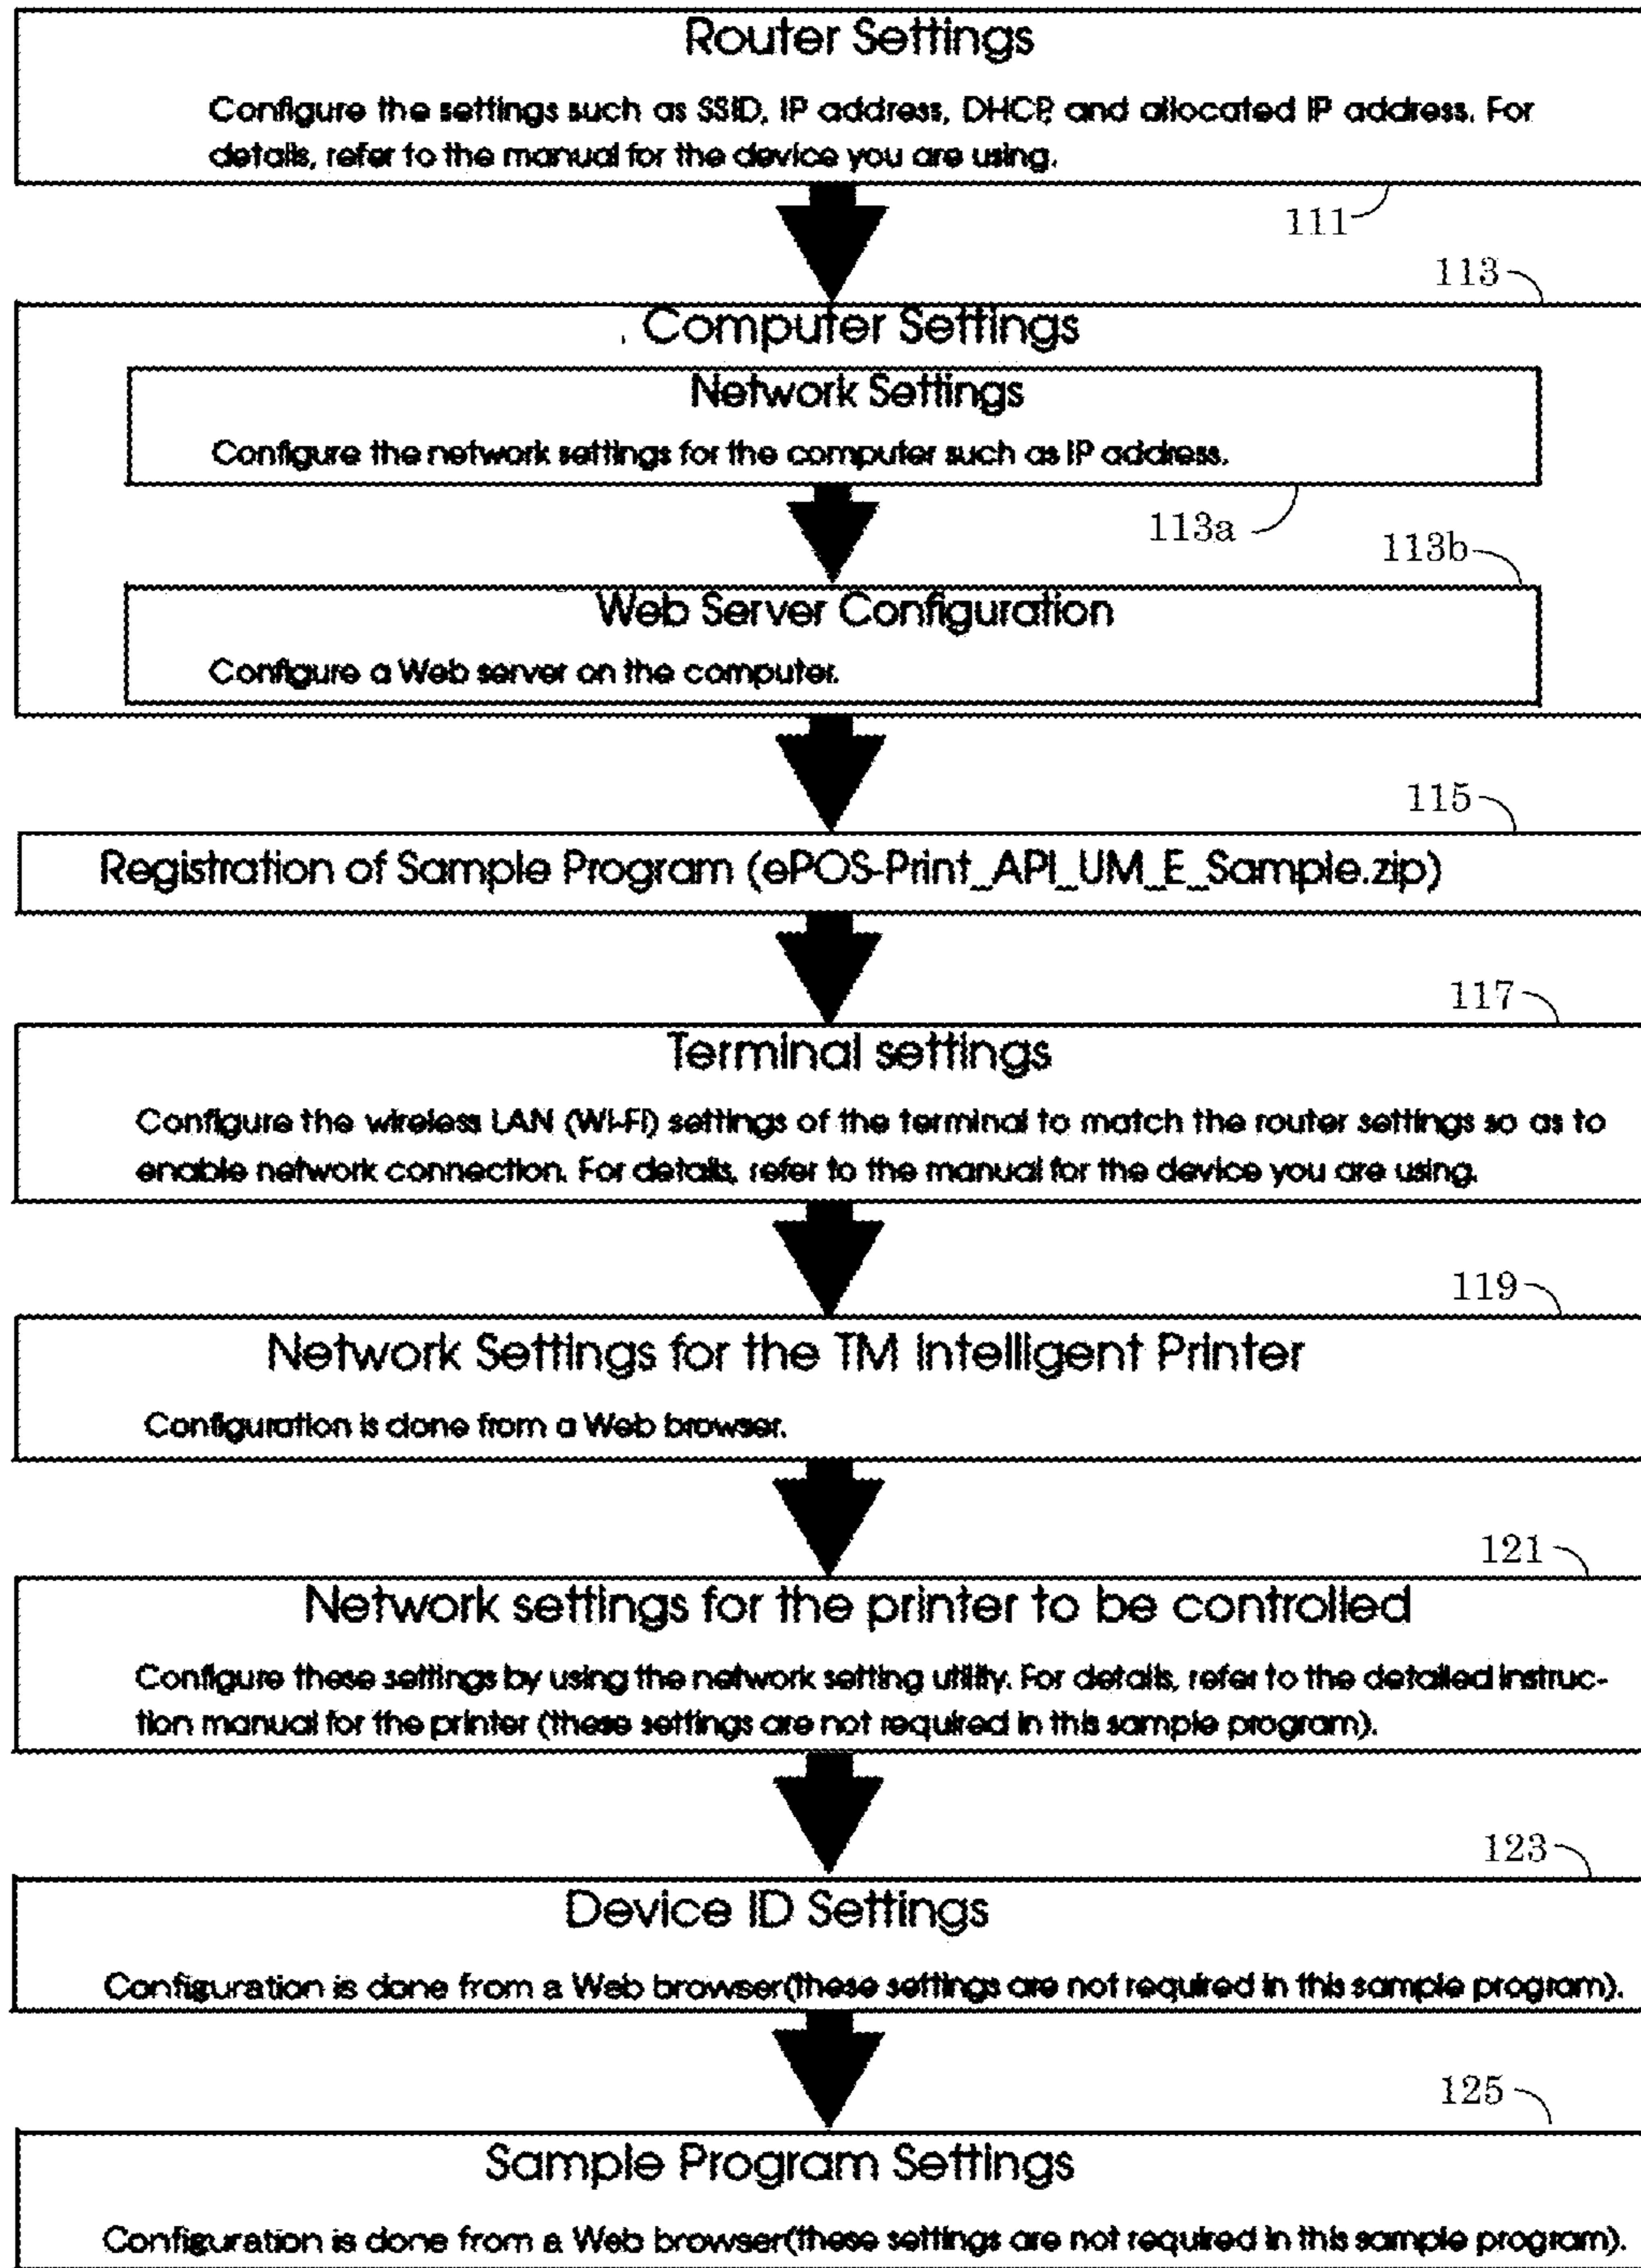 Router Settings
Configure the settings such as SSID, IP address, DHCP, and allocated IP address. For
details, refer to the manual for the device you are using.
111
113
Computer Settings
Network Settings
Configure the network settings for the computer such as IP address.
113a
113b
Web Server Configuration
Configure a Web server on the computer.
115
Registration of Sample Program (ePOS-Print_API_UM_E_Sample.zip)
117
Terminal settings
Configure the wireless LAN (Wi-Fi) settings of the terminal to match the router settings so as to
enable network connection. For details, refer to the manual for the device you are using.
119
Network Settings for the TM Intelligent Printer
Configuration is done from a Web browser.
121
Network settings for the printer to be controlled
Configure these settings by using the network setting utility. For details, refer to the detailed instruc-
tion manual for the printer (these settings are not required in this sample program).
123
Device ID Settings
Configuration is done from a Web browser(these settings are not required in this sample program).
125
Sample Program Settings
Configuration is done from a Web browser(these settings are not required in this sample program).